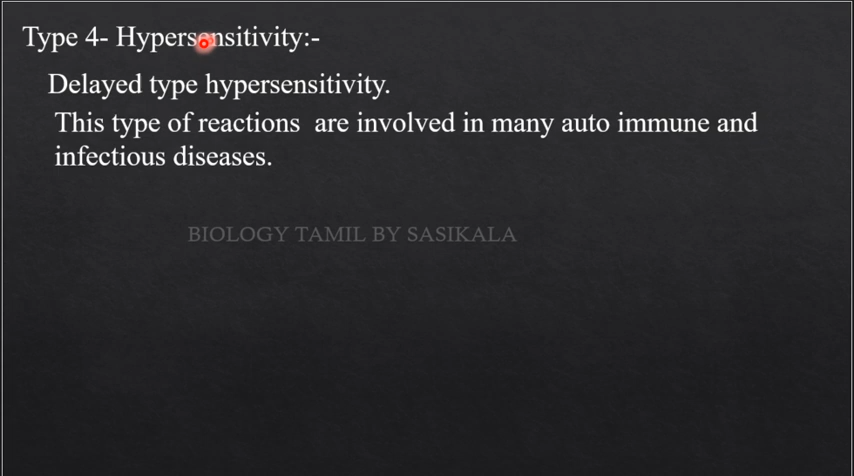 Type 4- Hypersensitivity:-
Delayed type hypersensitivity.
This type of reactions  are involved in many auto immune and
infectious diseases.
BIOLOGY TAMIL BY SASIKALA